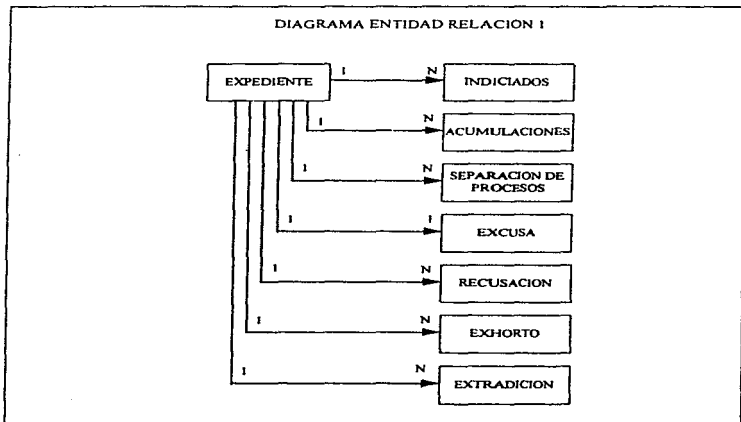 DIAGRAMA ENTIDAD RELACION 1
EXPEDIENTE
1 N
INDICIADOS
1 N
ACUMULACIONES
1 N
SEPARACION DE
PROCESOS
1 1
EXCUSA
1 N
RECUSACION
1 N
EXHORTO
1 N
EXTRADICION